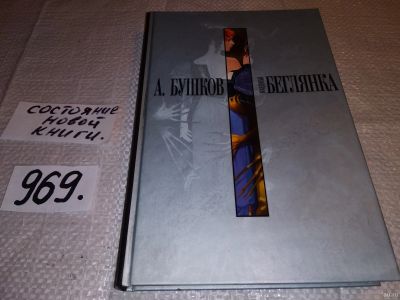 состояние
новой
книги.
969.
А. БУШКОВ
БЕГЛЯНКА